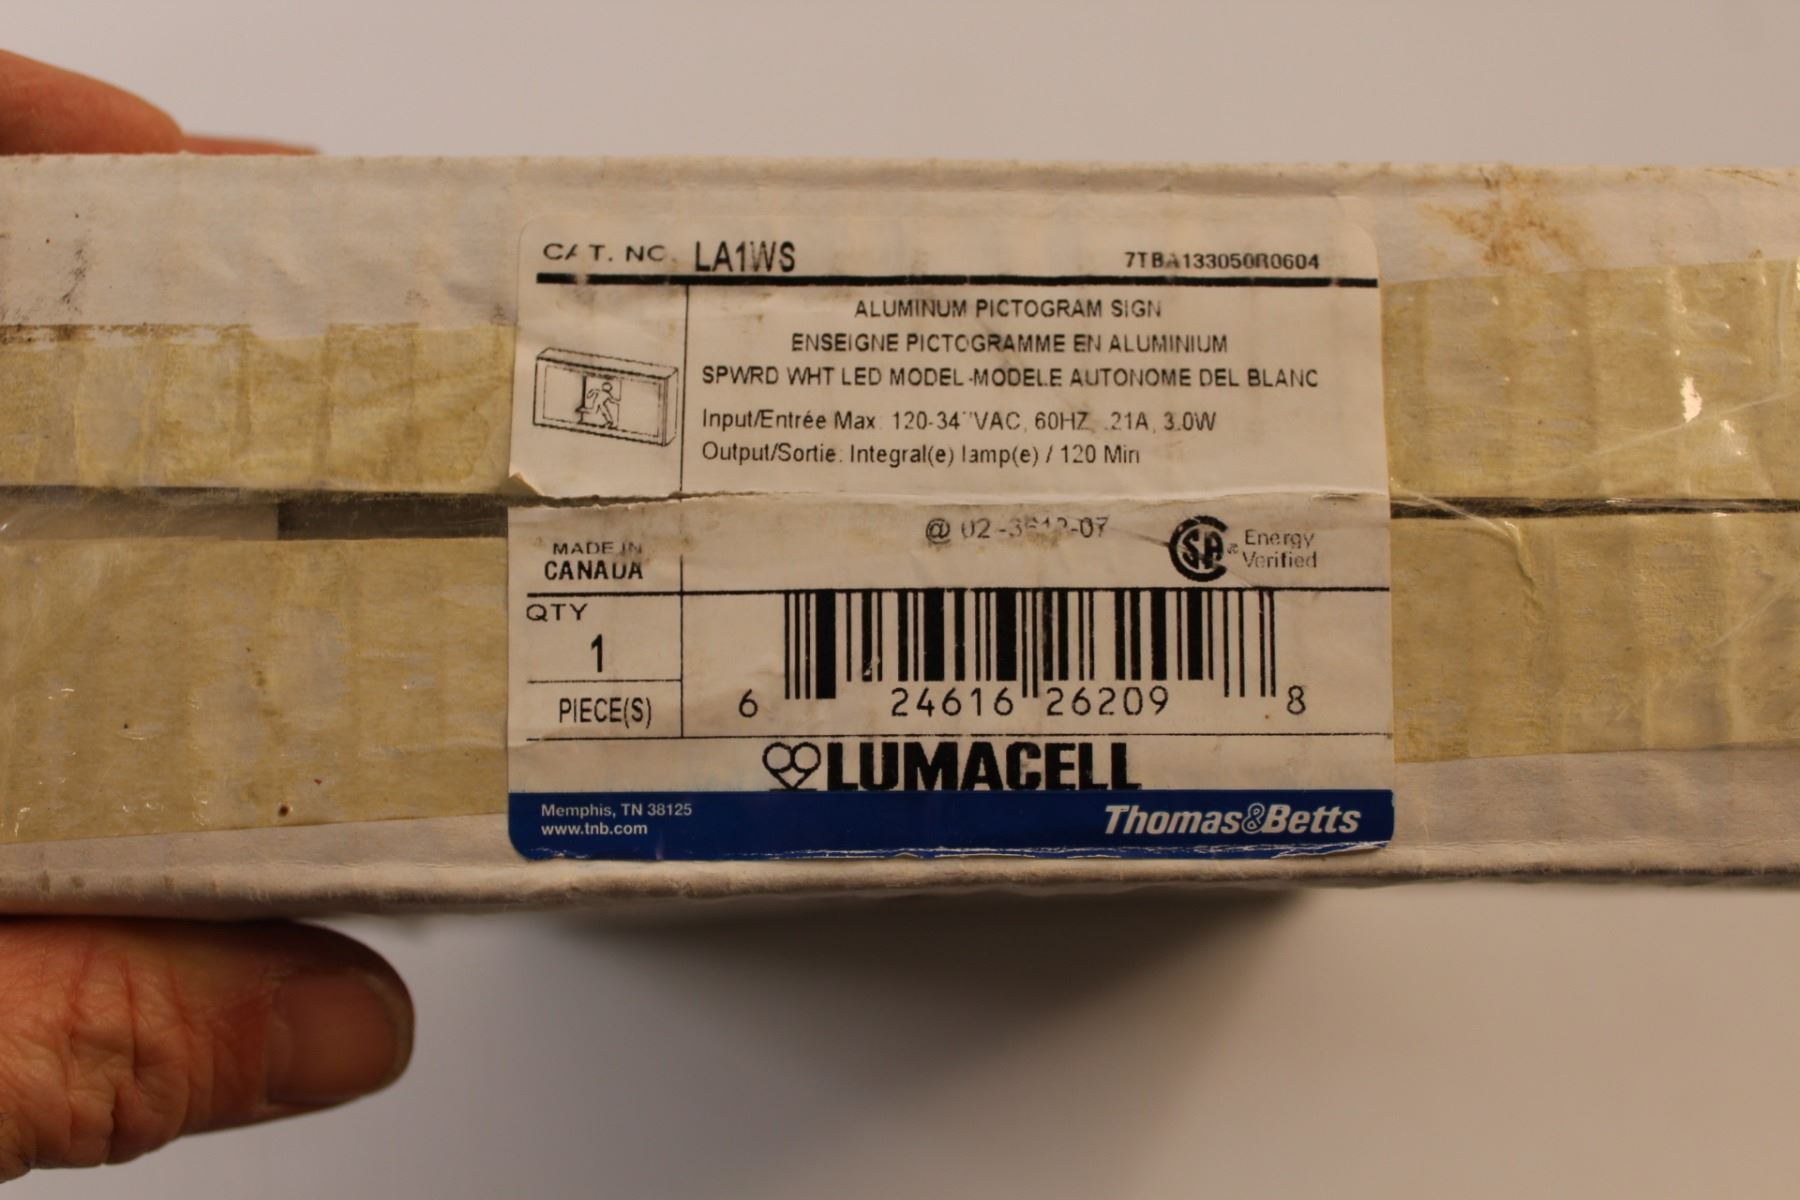 CAT. NO. LA1WS
7TBA133050R0604
ALUMINUM PICTOGRAM SIGN
ENSEIGNE PICTOGRAMME EN ALUMINIUM
SPWRD WHT LED MODEL-MODELE AUTONOME DEL BLANC
Input/Entrée Max: 60HZ, .21A, 3.0W
Output/Sortie: Integral(e) lamp(e) / 120 Min
MADE IN
CANADA
@
SA ® Energy
Verified
QTY
1
PIECE(S)
6 24616 26209 8
LUMACELL
Memphis, TN 38125
www.tnb.com
Thomas&Betts